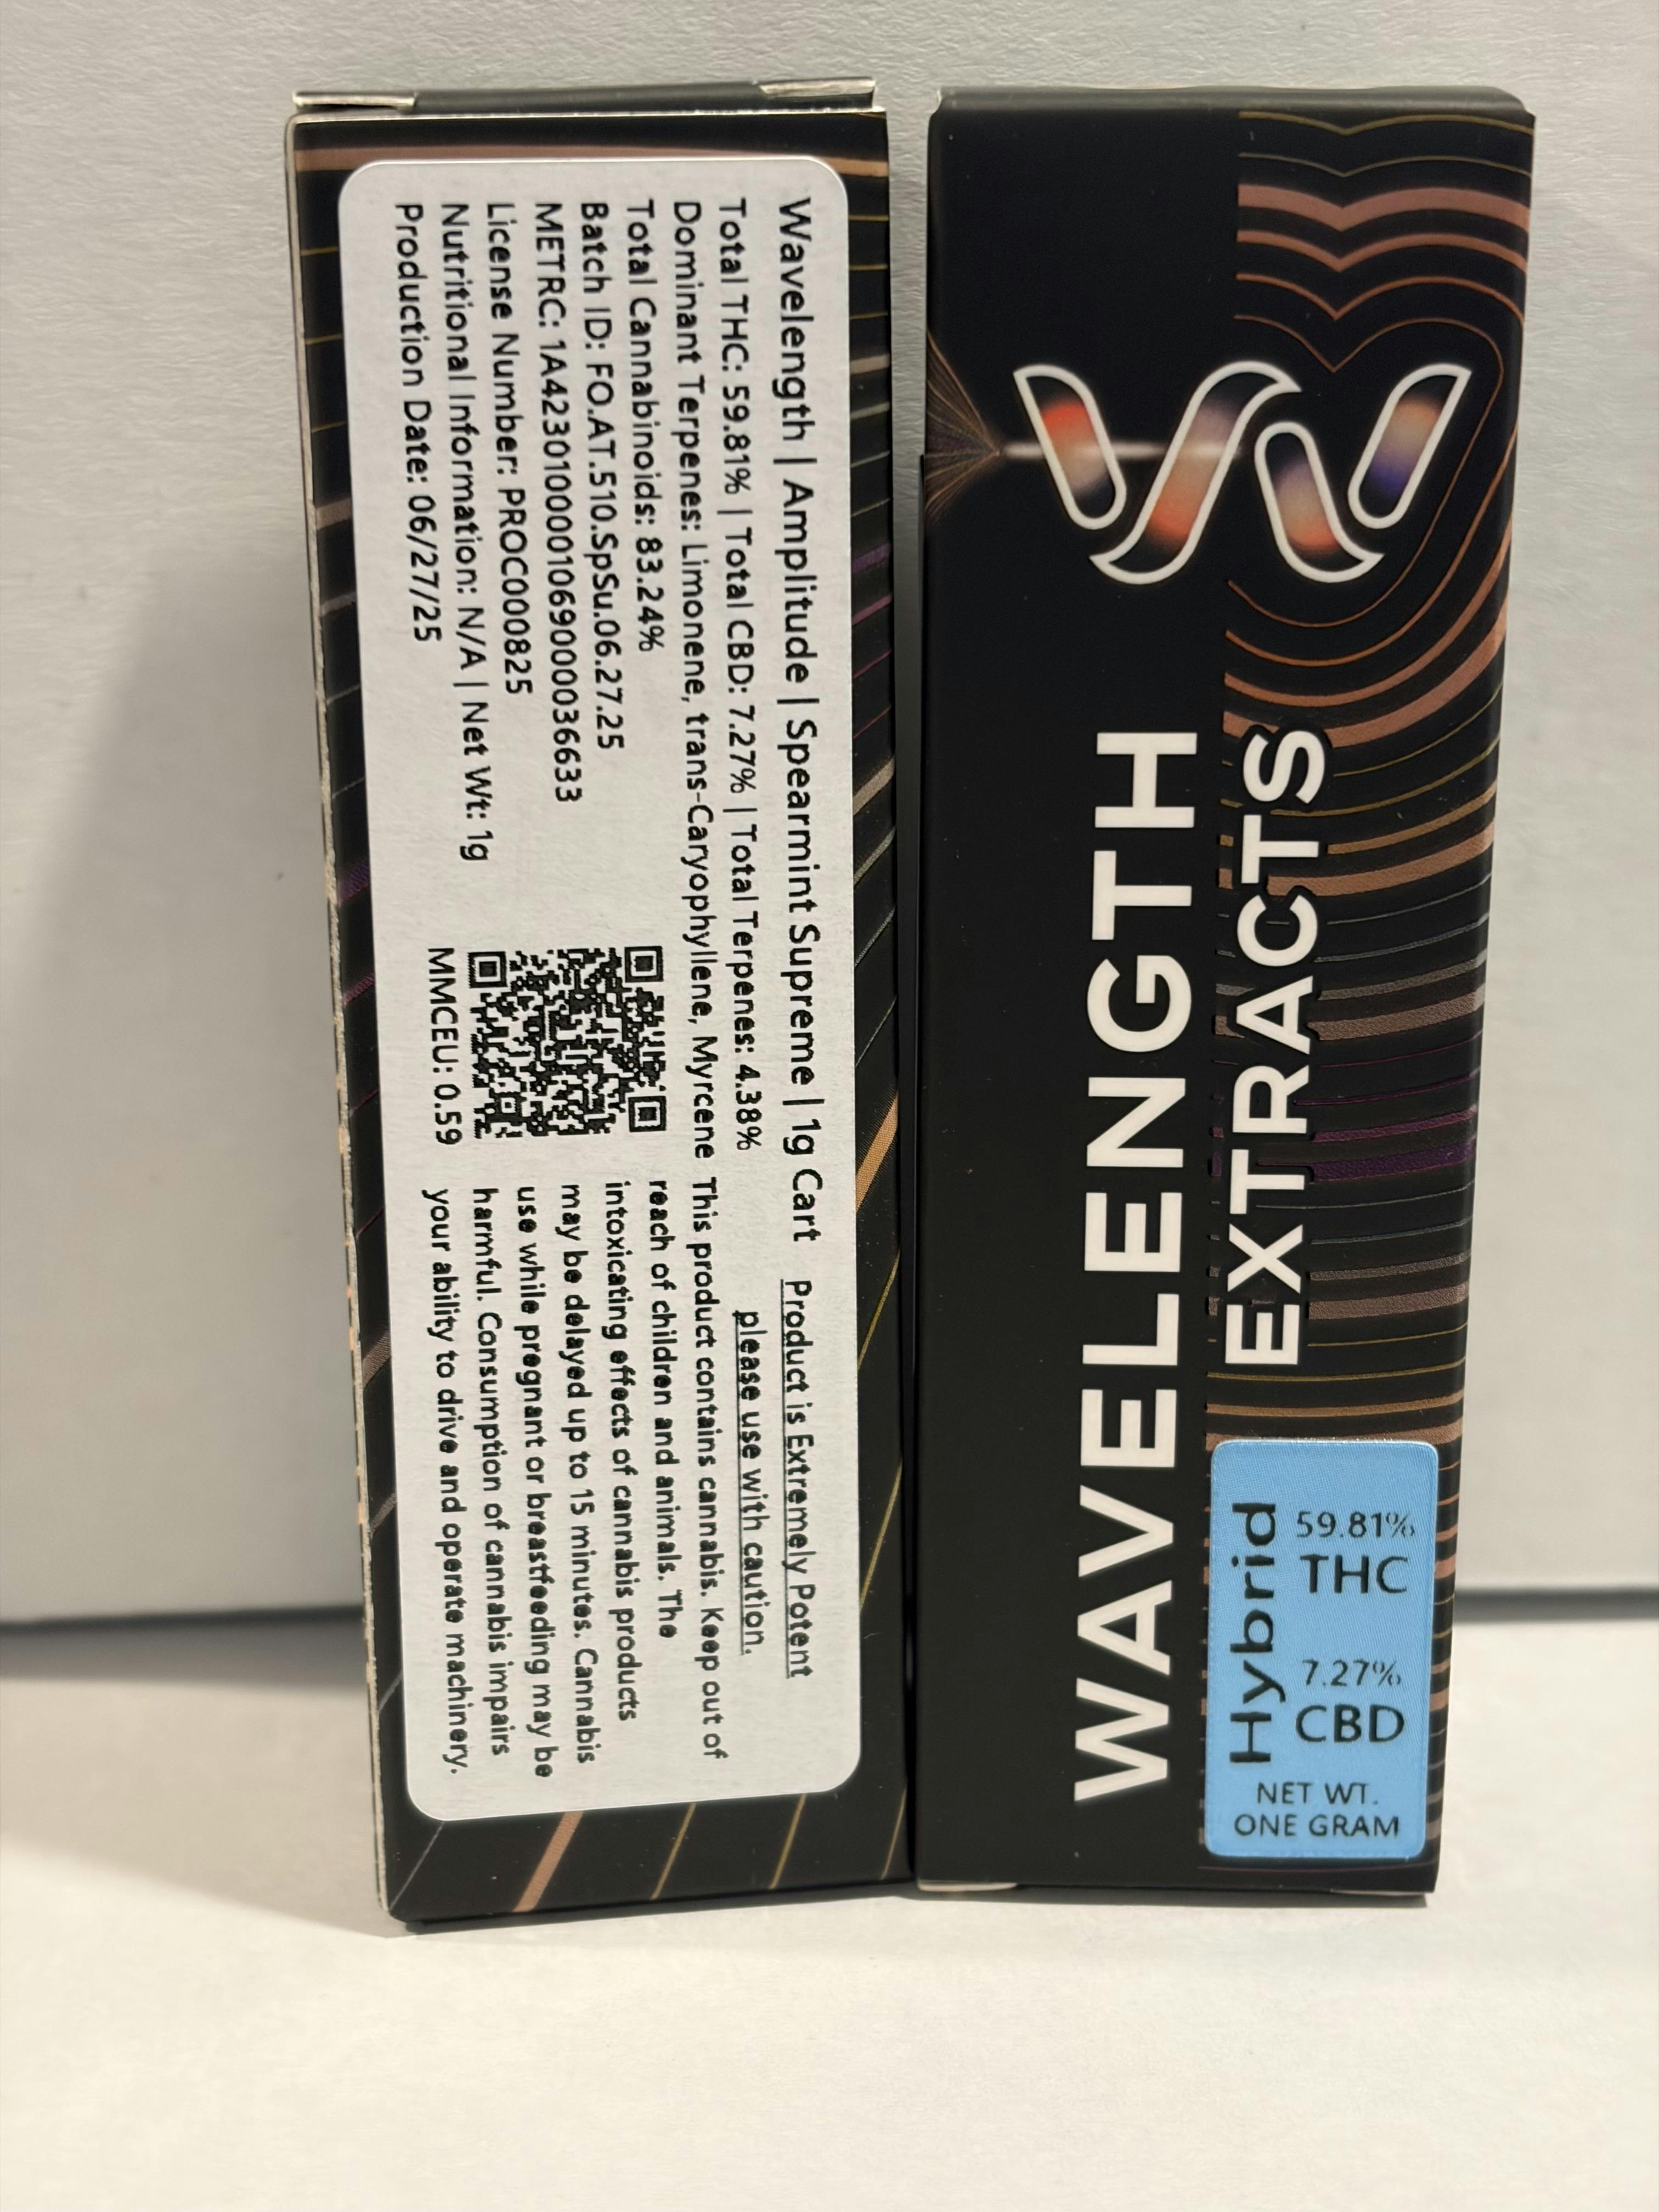 Wavelength | Amplitude | Spearmint Supreme | 1g Cart
Total THC: 59.81% | Total CBD: 7.27% | Total Terpenes: 4.38%
Dominant Terpenes: Limonene, trans-Caryophyllene, Myrcene
Total Cannabinoids: 83.24%
Batch ID: FO.AT.510.SpSu.06.27.25
METRC: 1A4230100001069000036633
License Number: PROC000825
Nutritional Information: N/A | Net Wt: 1g
Production Date: 06/27/25
MMCEU: 0.59
Product is Extremely Potent
please use with caution.
This product contains cannabis. Keep out of
reach of children and animals. The
intoxicating effects of cannabis products
may be delayed up to 15 minutes. Cannabis
use while pregnant or breastfeeding may be
harmful. Consumption of cannabis impairs
your ability to drive and operate machinery.
WAVELENGTH
EXTRACTS
Hybrid
59.81%
THC
7.27%
CBD
NET WT.
ONE GRAM